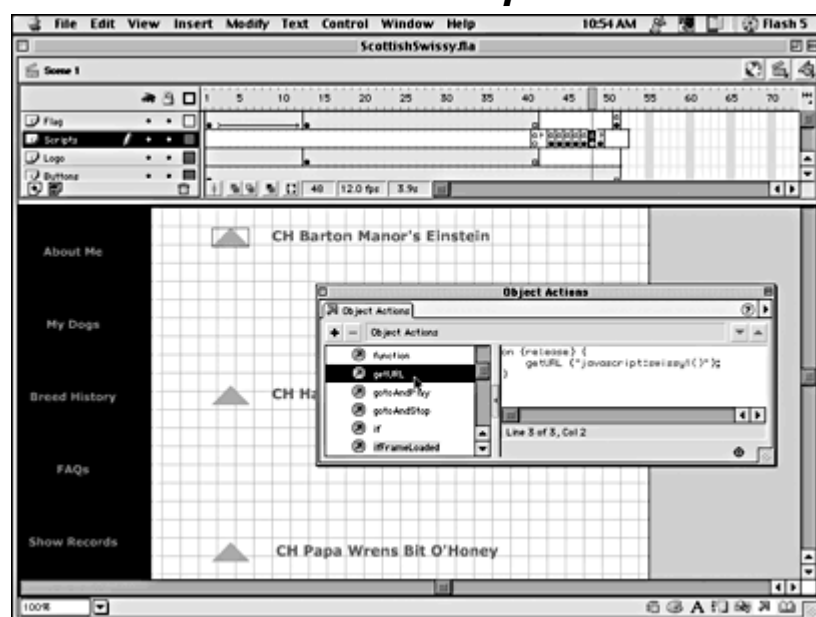 File Edit View Insert Modify Text Control Window Help 10:54 AM Flash 5
ScottishSwissy.fla
Scene 1
1 5 10 15 20 25 30 35 40 45 50 55 60 65 70
Flag
Scripts
Logo
Buttons
48 12.0 fps 3.9s
CH Barton Manor's Einstein
About Me
Object Actions
Object Actions
My Dogs
+ - Object Actions
function
getURL
gotoAndPlay
gotoAndStop
if
ifFrameLoaded
on (release) {
getURL ("javascript:swissy1()");
}
Line 3 of 3, Col 2
Breed History
CH Ha
FAQs
Show Records
CH Papa Wrens Bit O'Honey
100%